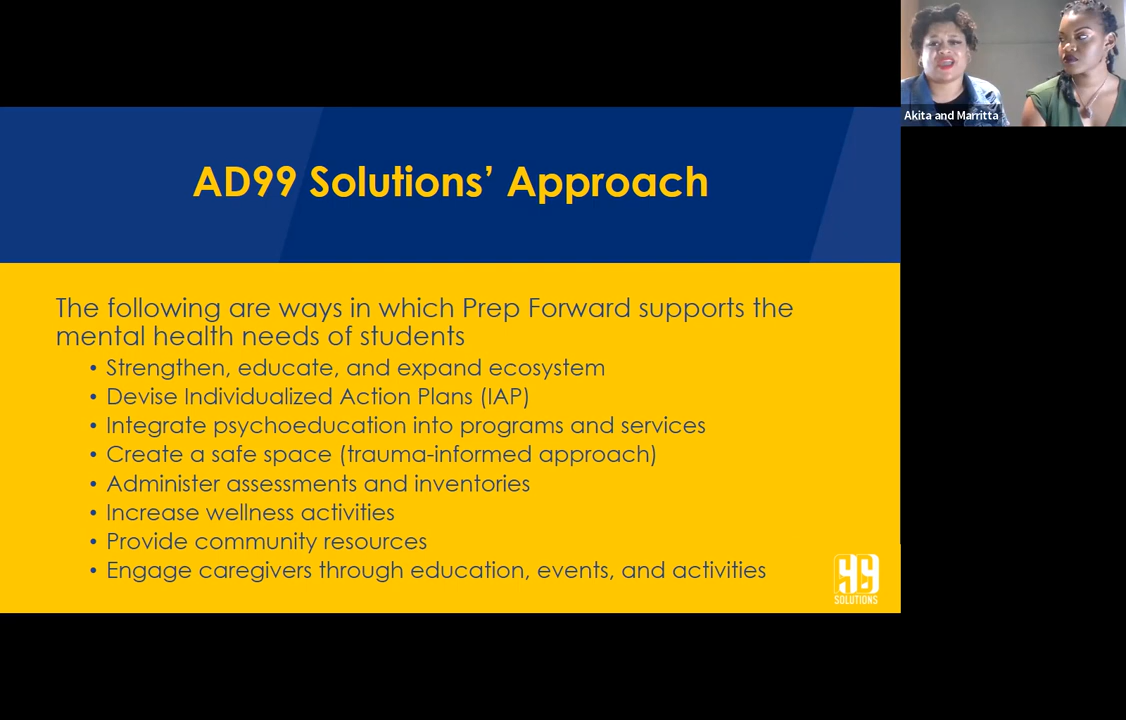 Akita and Marritta
AD99 Solutions’ Approach
The following are ways in which Prep Forward supports the
mental health needs of students
• Strengthen, educate, and expand ecosystem
• Devise Individualized Action Plans (IAP)
• Integrate psychoeducation into programs and services
• Create a safe space (trauma-informed approach)
• Administer assessments and inventories
• Increase wellness activities
• Provide community resources
• Engage caregivers through education, events, and activities
99
SOLUTIONS